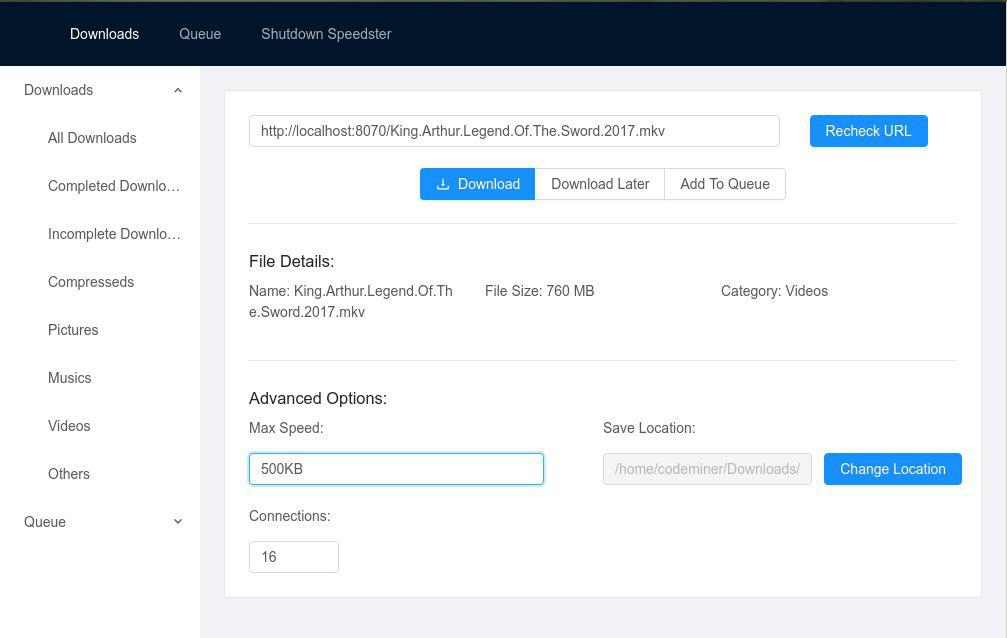 Downloads Queue Shutdown Speedster
Downloads
All Downloads
Completed Downlo...
Incomplete Downlo...
Compresseds
Pictures
Musics
Videos
Others
Queue
http://localhost:8070/King.Arthur.Legend.Of.The.Sword.2017.mkv Recheck URL
Download Download Later Add To Queue
File Details:
Name: King.Arthur.Legend.Of.Th File Size: 760 MB Category: Videos
e.Sword.2017.mkv
Advanced Options:
Max Speed: Save Location:
500KB /home/codeminer/Downloads/ Change Location
Connections:
16